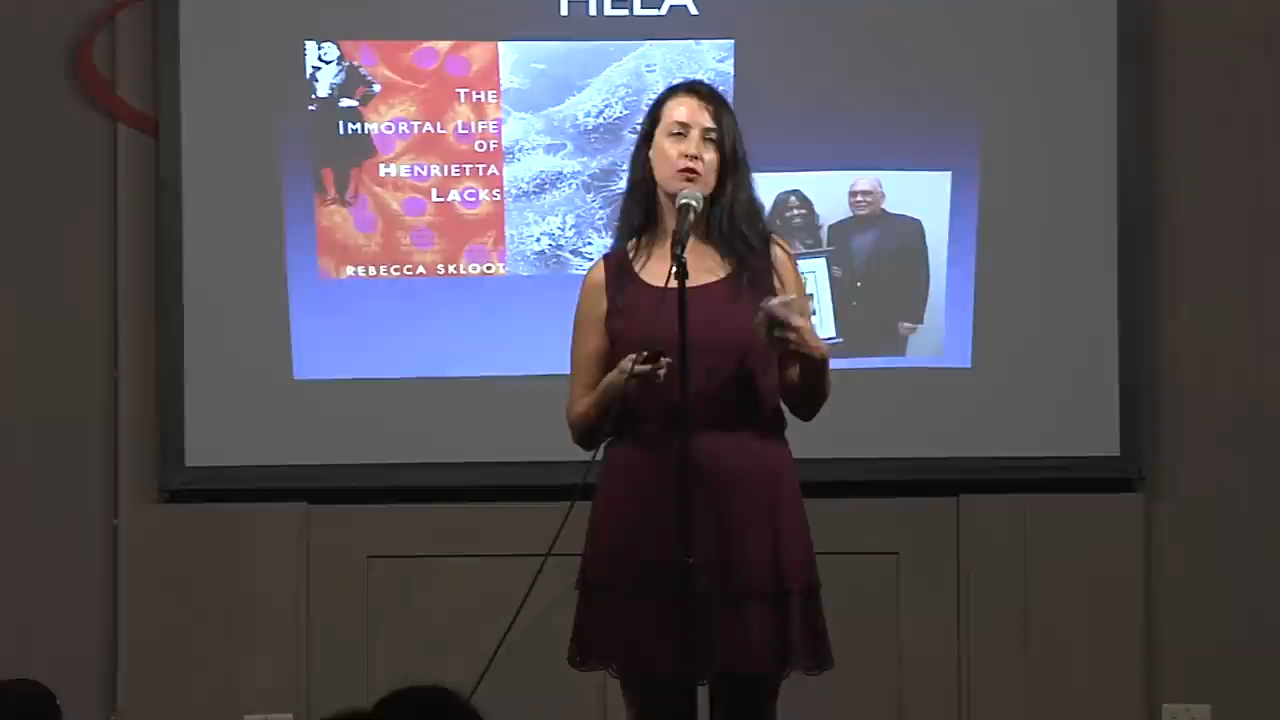 HELA
THE
IMMORTAL LIFE
OF
HENRIETTA
LACKS
REBECCA SKLOOT